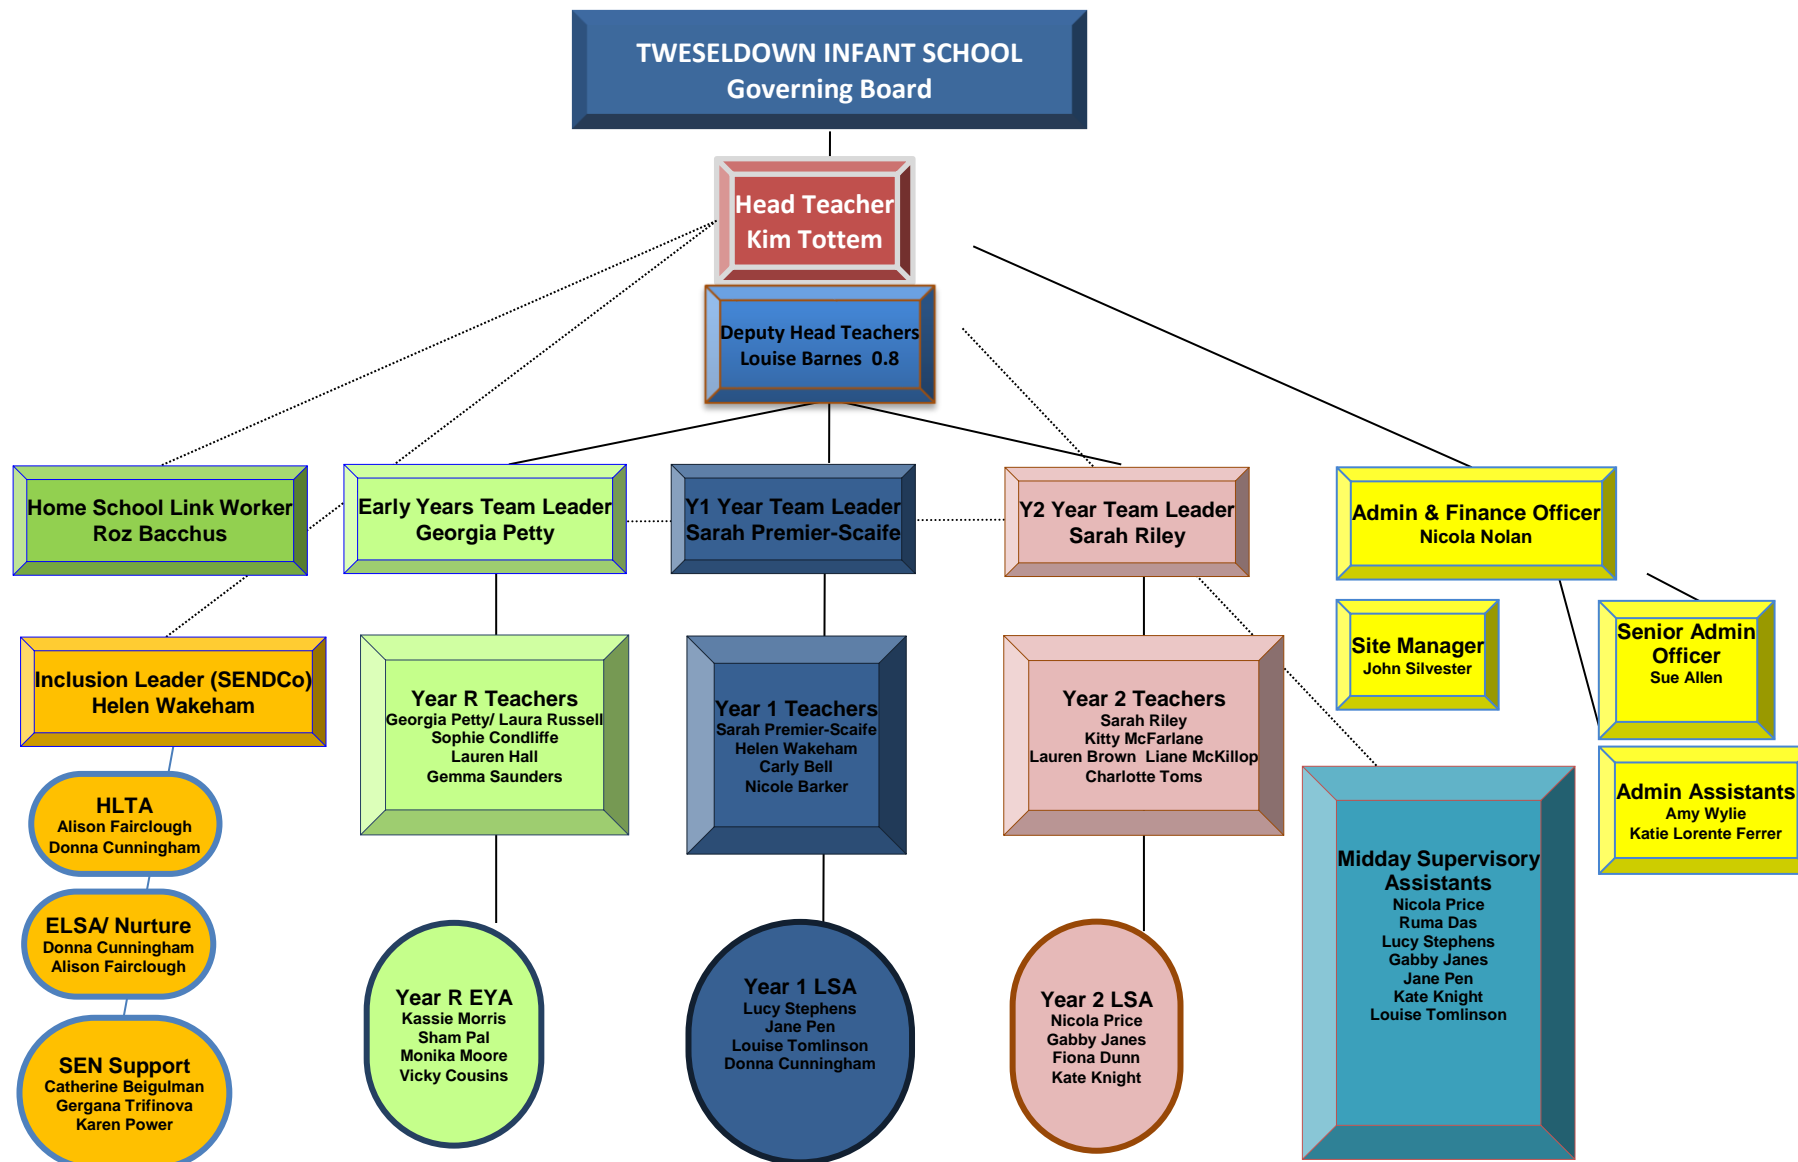 TWESELDOWN INFANT SCHOOL
Governing Board
Head Teacher
Kim Tottem
Deputy Head Teachers
Louise Barnes  0.8
Home School Link Worker
Roz Bacchus
Early Years Team Leader
Georgia Petty
Y1 Year Team Leader
Sarah Premier-Scaife
Y2 Year Team Leader
Sarah Riley
Admin & Finance Officer
Nicola Nolan
Inclusion Leader (SENDCo)
Helen Wakeham
Year R Teachers
Georgia Petty/ Laura Russell
Sophie Condliffe
Lauren Hall
Gemma Saunders
Year 1 Teachers
Sarah Premier-Scaife
Helen Wakeham
Carly Bell
Nicole Barker
Year 2 Teachers
Sarah Riley
Kitty McFarlane
Lauren Brown  Liane McKillop
Charlotte Toms
Site Manager
John Silvester
Senior Admin
Officer
Sue Allen
Admin Assistants
Amy Wylie
Katie Lorente Ferrer
HLTA
Alison Fairclough
Donna Cunningham
ELSA/ Nurture
Donna Cunningham
Alison Fairclough
SEN Support
Catherine Beigulman
Gergana Trifinova
Karen Power
Year R EYA
Kassie Morris
Sham Pal
Monika Moore
Vicky Cousins
Year 1 LSA
Lucy Stephens
Jane Pen
Louise Tomlinson
Donna Cunningham
Year 2 LSA
Nicola Price
Gabby Janes
Fiona Dunn
Kate Knight
Midday Supervisory
Assistants
Nicola Price
Ruma Das
Lucy Stephens
Gabby Janes
Jane Pen
Kate Knight
Louise Tomlinson